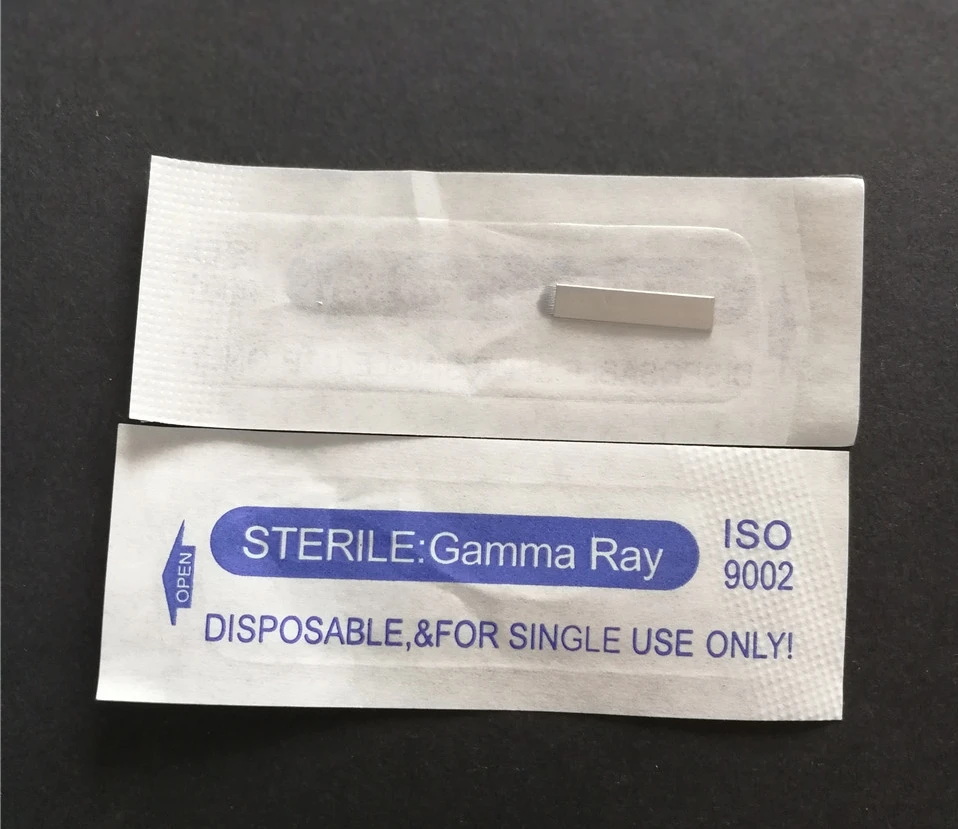 STERILE:Gamma Ray
ISO
9002
OPEN
DISPOSABLE,&FOR SINGLE USE ONLY!